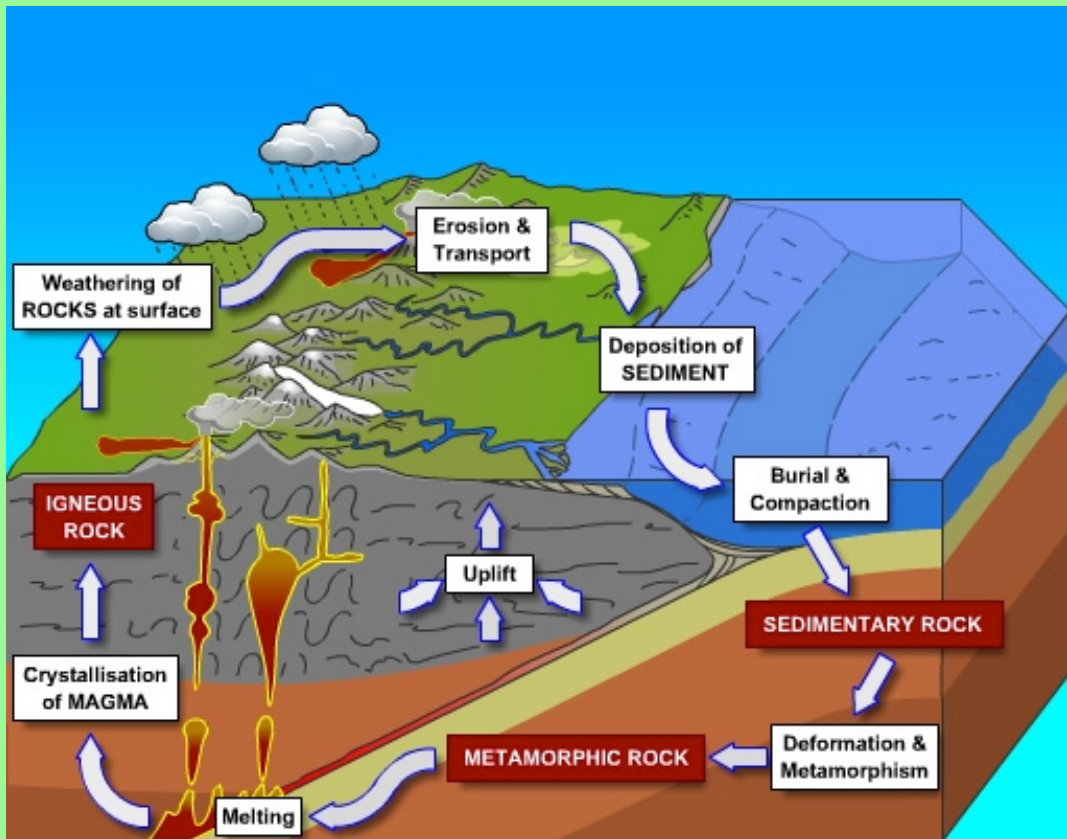 Erosion &
Transport
Weathering of
ROCKS at surface
Deposition of
SEDIMENT
Burial &
Compaction
IGNEOUS
ROCK
Uplift
SEDIMENTARY ROCK
Crystallisation
of MAGMA
METAMORPHIC ROCK
Deformation &
Metamorphism
Melting